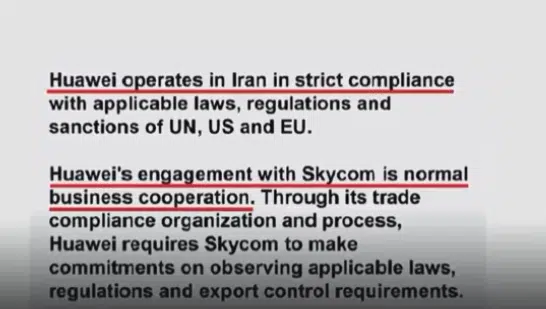 Huawei operates in Iran in strict compliance
with applicable laws, regulations and
sanctions of UN, US and EU.
Huawei's engagement with Skycom is normal
business cooperation. Through its trade
compliance organization and process,
Huawei requires Skycom to make
commitments on observing applicable laws,
regulations and export control requirements.